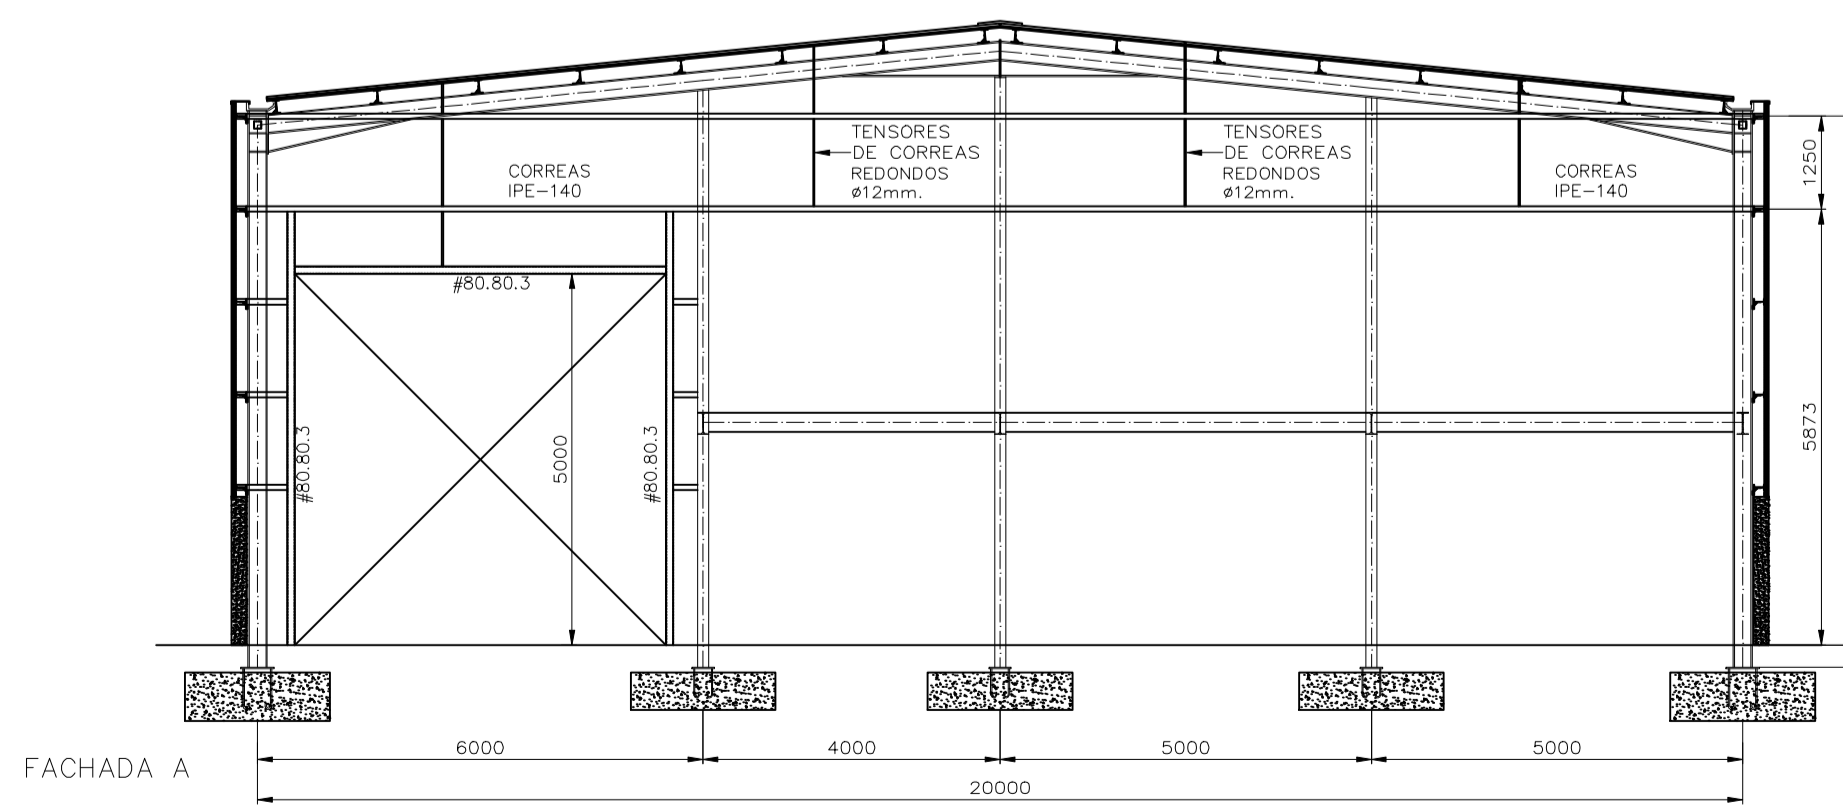 TENSORES
DE CORREAS
REDONDOS
ø12mm.
TENSORES
DE CORREAS
REDONDOS
ø12mm.
CORREAS
IPE-140
CORREAS
IPE-140
1250
#80.80.3
#80.80.3
5000
#80.80.3
5873
6000
4000
5000
5000
FACHADA A
20000